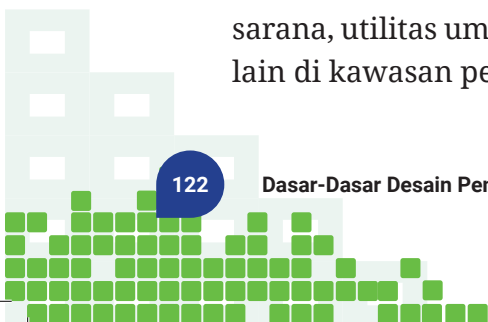 sarana, utilitas um
lain di kawasan pe
122
Dasar-Dasar Desain Per